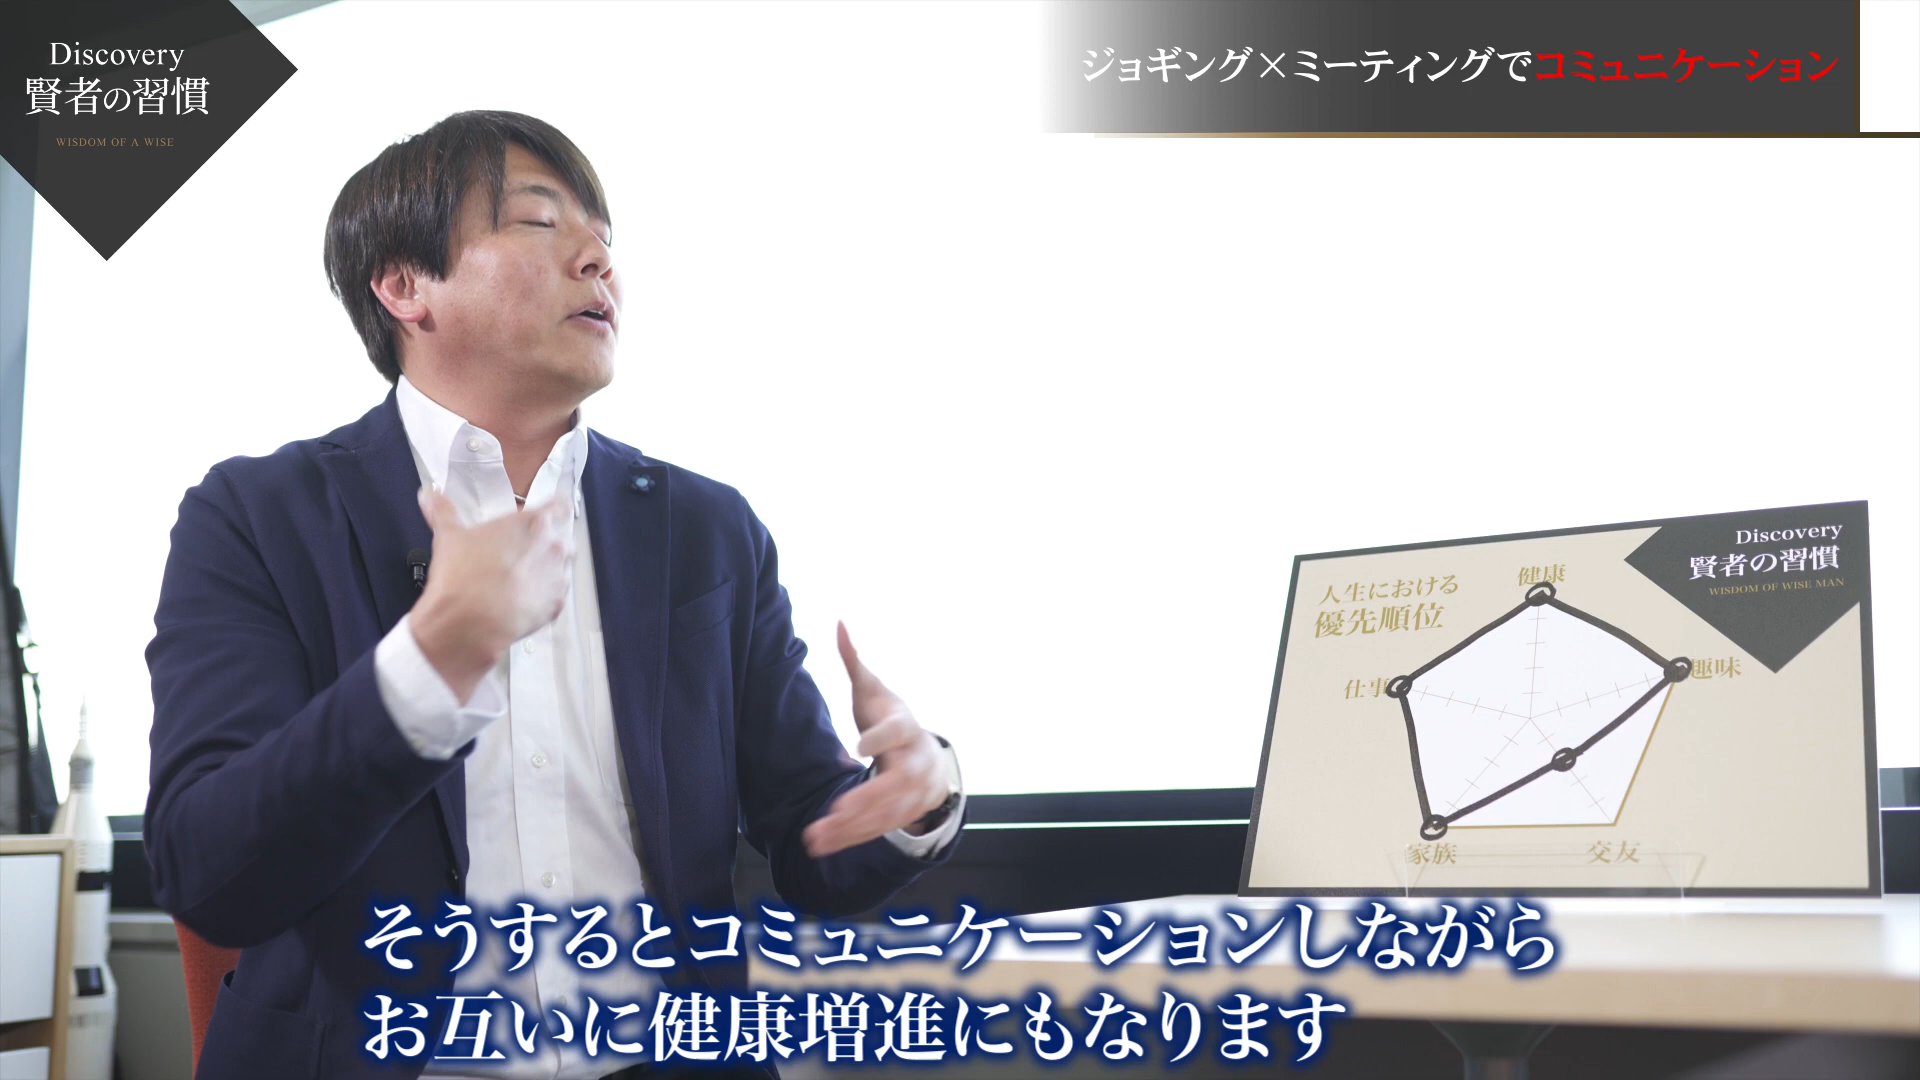 Discovery
賢者の習慣
WISDOM OF A WISE
ジョギング×ミーティングでコミュニケーション
Discovery
賢者の習慣
WISDOM OF WISE MAN
人生における
優先順位
健康
趣味
仕事
家族
交友
そうするとコミュニケーションしながら
お互いに健康増進にもなります